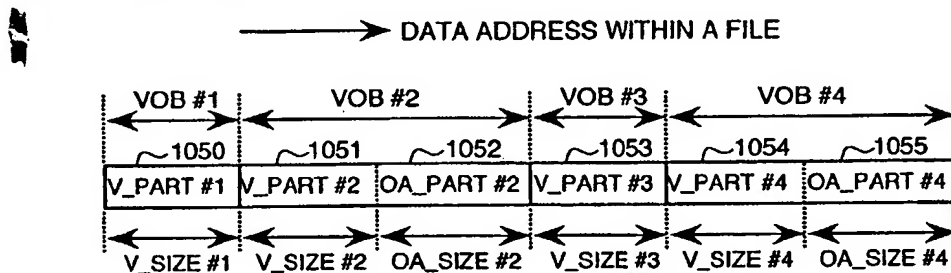 DATA ADDRESS WITHIN A FILE
VOB #1 VOB #2 VOB #3 VOB #4
1050 1051 1052 1053 1054 1055
V_PART #1 V_PART #2 OA_PART #2 V_PART #3 V_PART #4 OA_PART #4
V_SIZE #1 V_SIZE #2 OA_SIZE #2 V_SIZE #3 V_SIZE #4 OA_SIZE #4